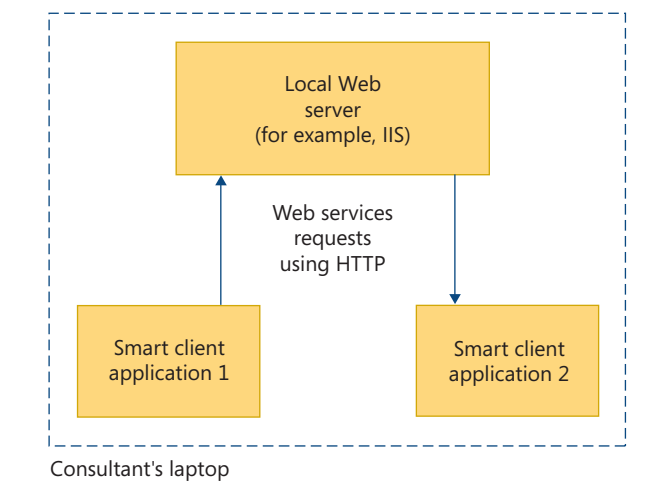 Local Web
server
(for example, IIS)
Web services
requests
using HTTP
Smart client
application 1
Smart client
application 2
Consultant's laptop